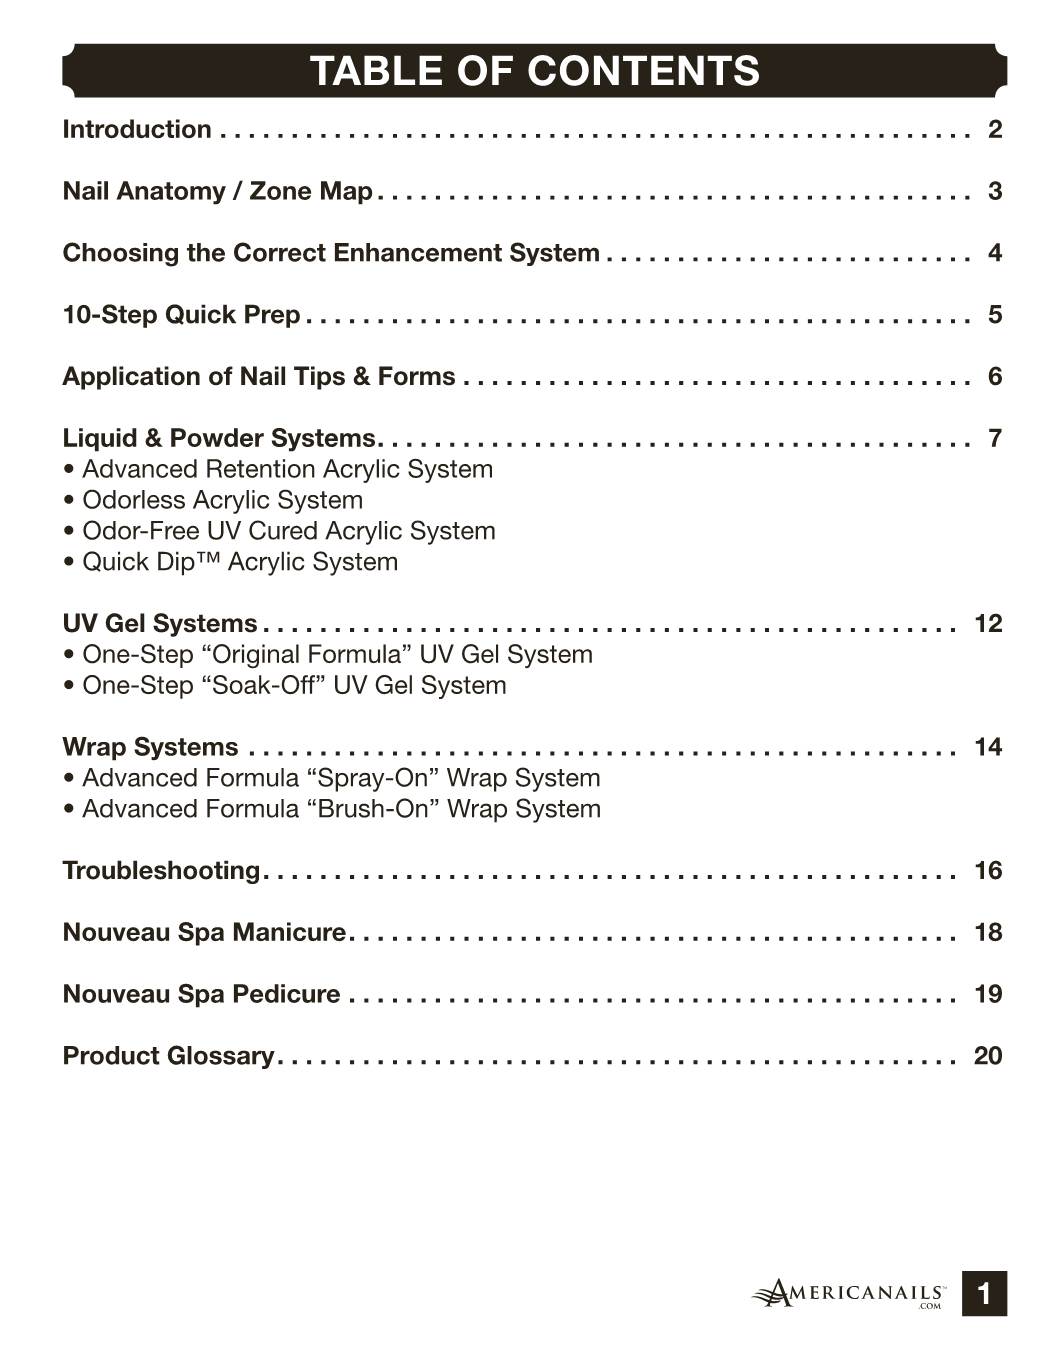 TABLE OF CONTENTS
Introduction . . . . . . . . . . . . . . . . . . . . . . . . . . . . . . . . . . . . . . . . . . . . . . . . . . . . . 2
Nail Anatomy / Zone Map . . . . . . . . . . . . . . . . . . . . . . . . . . . . . . . . . . . . . . . . . . 3
Choosing the Correct Enhancement System . . . . . . . . . . . . . . . . . . . . . . . . . . 4
10-Step Quick Prep . . . . . . . . . . . . . . . . . . . . . . . . . . . . . . . . . . . . . . . . . . . . . . . 5
Application of Nail Tips & Forms . . . . . . . . . . . . . . . . . . . . . . . . . . . . . . . . . . . . 6
Liquid & Powder Systems. . . . . . . . . . . . . . . . . . . . . . . . . . . . . . . . . . . . . . . . . . 7
• Advanced Retention Acrylic System
• Odorless Acrylic System
• Odor-Free UV Cured Acrylic System
• Quick Dip™ Acrylic System
UV Gel Systems . . . . . . . . . . . . . . . . . . . . . . . . . . . . . . . . . . . . . . . . . . . . . . . . . 12
• One-Step “Original Formula” UV Gel System
• One-Step “Soak-Off” UV Gel System
Wrap Systems . . . . . . . . . . . . . . . . . . . . . . . . . . . . . . . . . . . . . . . . . . . . . . . . . . 14
• Advanced Formula “Spray-On” Wrap System
• Advanced Formula “Brush-On” Wrap System
Troubleshooting. . . . . . . . . . . . . . . . . . . . . . . . . . . . . . . . . . . . . . . . . . . . . . . . . 16
Nouveau Spa Manicure. . . . . . . . . . . . . . . . . . . . . . . . . . . . . . . . . . . . . . . . . . . 18
Nouveau Spa Pedicure . . . . . . . . . . . . . . . . . . . . . . . . . . . . . . . . . . . . . . . . . . . 19
Product Glossary. . . . . . . . . . . . . . . . . . . . . . . . . . . . . . . . . . . . . . . . . . . . . . . . 20
AMERICANAILS™
.COM
1